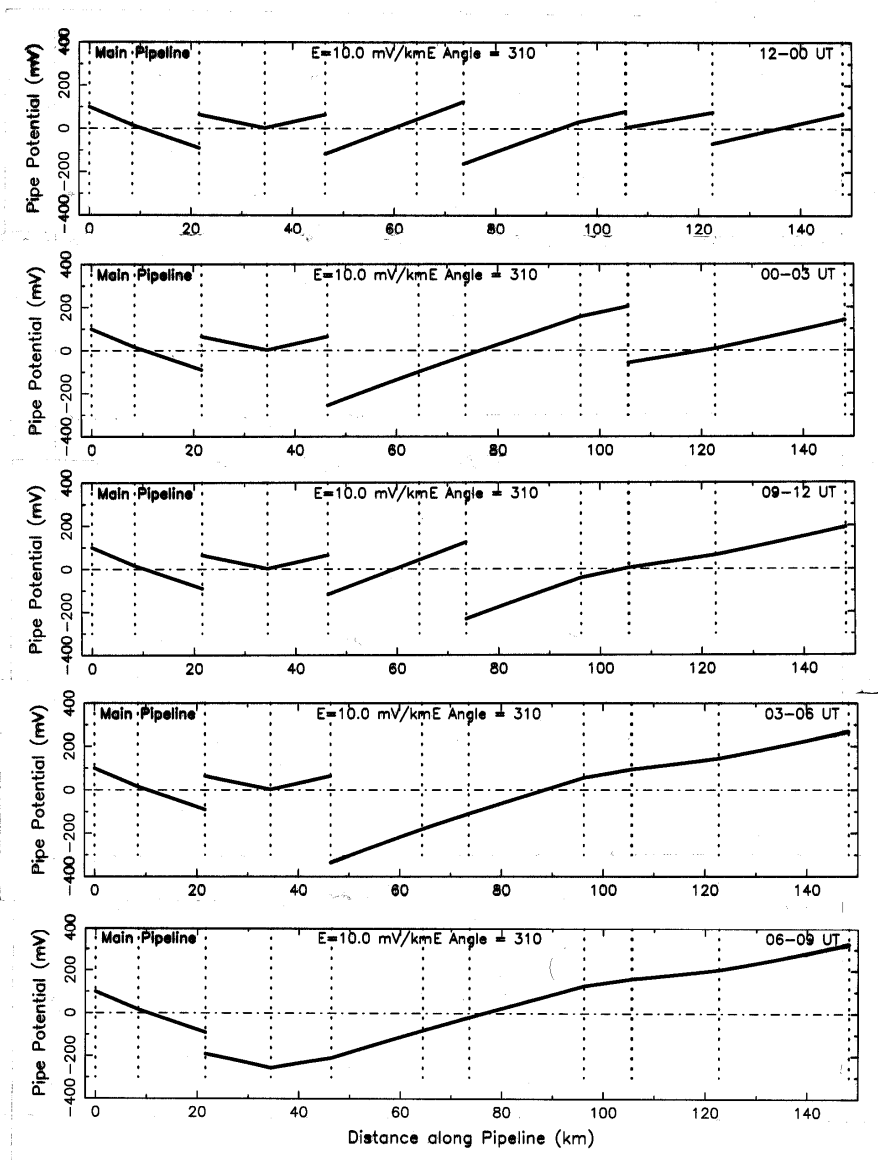 Main Pipeline E=10.0 mV/kmE Angle = 310 12-00 UT
Pipe Potential (mV)
400
200
0
-200
-400
0 20 40 60 80 100 120 140
Main Pipeline E=10.0 mV/kmE Angle = 310 00-03 UT
Pipe Potential (mV)
400
200
0
-200
-400
0 20 40 60 80 100 120 140
Main Pipeline E=10.0 mV/kmE Angle = 310 09-12 UT
Pipe Potential (mV)
400
200
0
-200
-400
0 20 40 60 80 100 120 140
Main Pipeline E=10.0 mV/kmE Angle = 310 03-06 UT
Pipe Potential (mV)
400
200
0
-200
-400
0 20 40 60 80 100 120 140
Main Pipeline E=10.0 mV/kmE Angle = 310 06-09 UT
Pipe Potential (mV)
400
200
0
-200
-400
0 20 40 60 80 100 120 140
Distance along Pipeline (km)